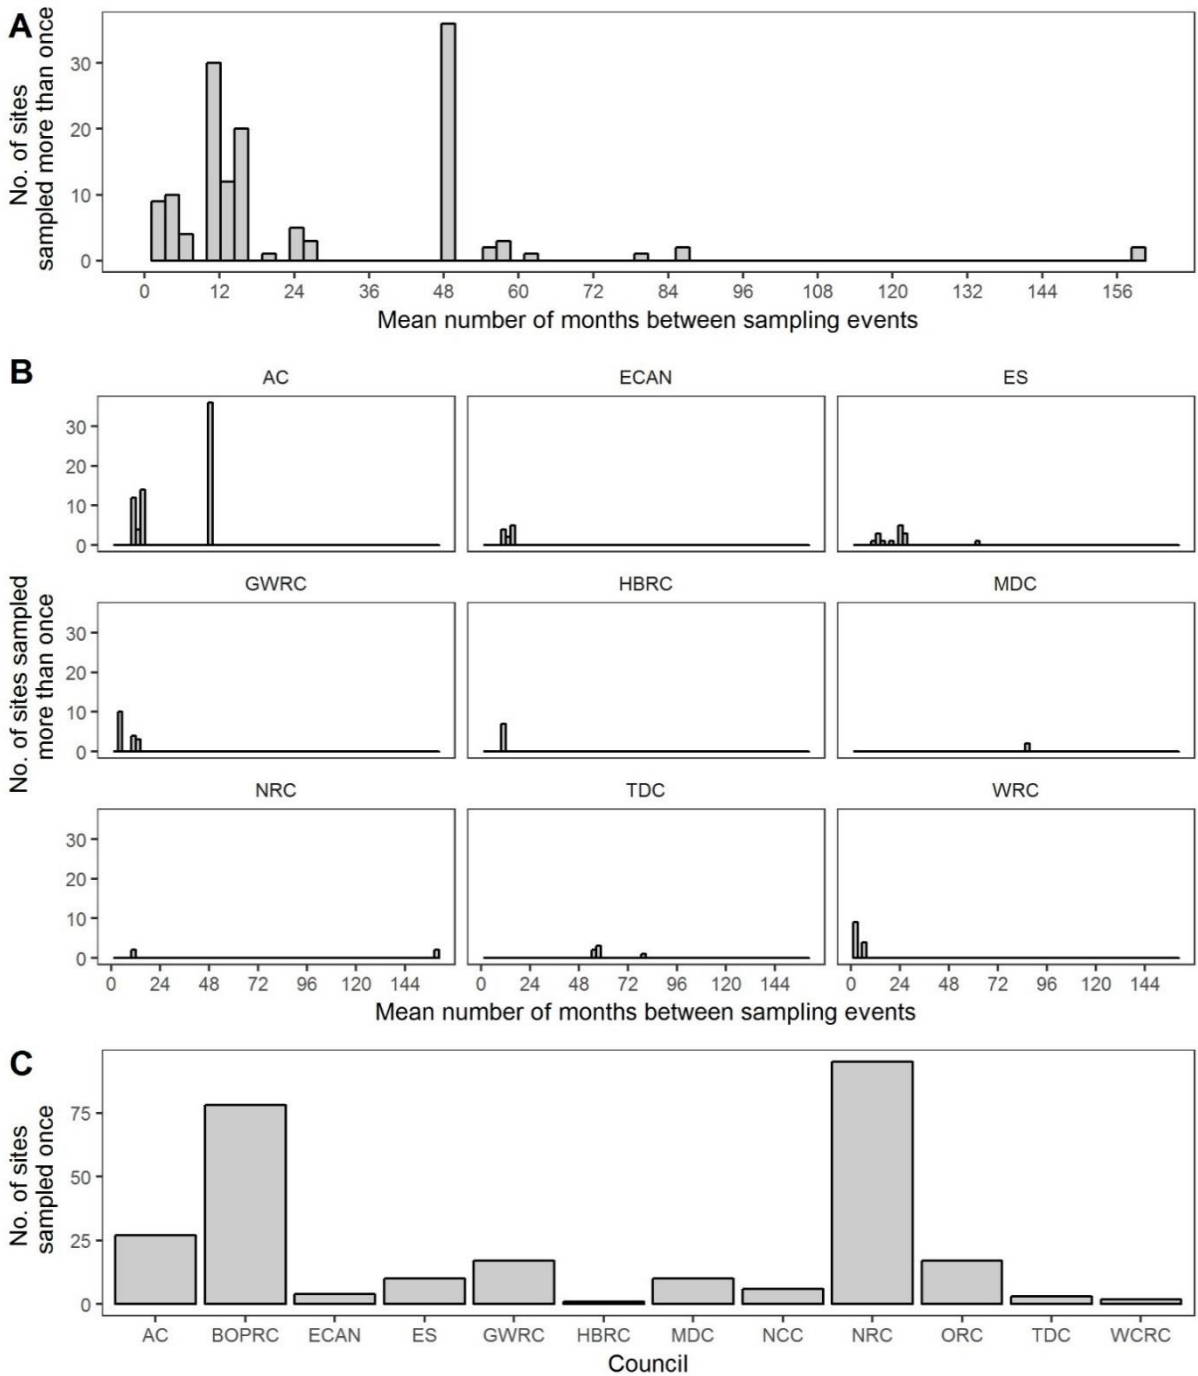 A
No. of sites
sampled more than once
30
20
10
0
0 12 24 36 48 60 72 84 96 108 120 132 144 156
Mean number of months between sampling events
B
AC ECAN ES
30
20
10
0
GWRC HBRC MDC
No. of sites sampled
more than once
30
20
10
0
NRC TDC WRC
30
20
10
0
0 24 48 72 96 120 144 0 24 48 72 96 120 144 0 24 48 72 96 120 144
Mean number of months between sampling events
C
No. of sites
sampled once
75
50
25
0
AC BOPRC ECAN ES GWRC HBRC MDC NCC NRC ORC TDC WCRC
Council